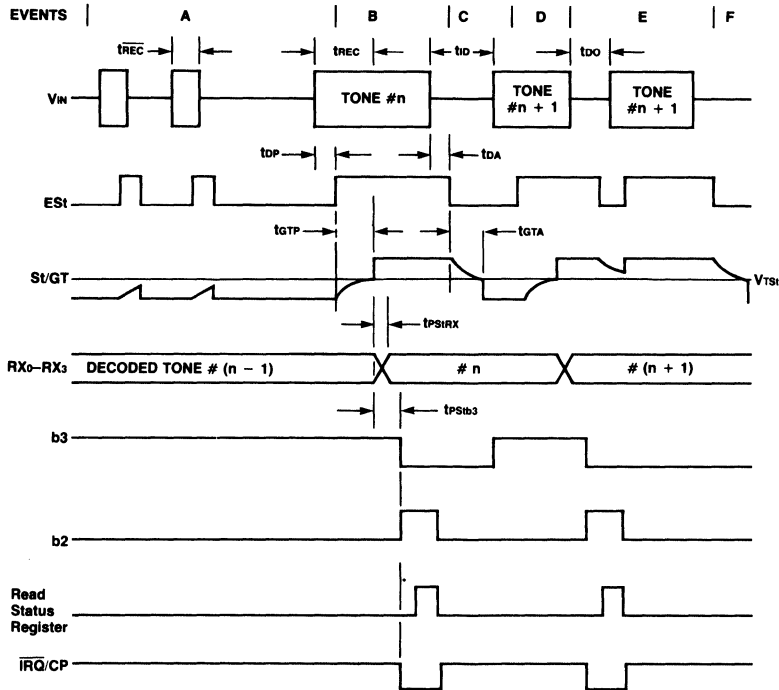 EVENTS A B C D E F
tREC tREC tID tDO
VIN TONE #n TONE #n + 1 TONE #n + 1
tDP tDA
ESt
tGTP tGTA
St/GT VTSt
tPStRX
RX0–RX3 DECODED TONE # (n – 1) # n # (n + 1)
tPStb3
b3
b2
Read
Status
Register
IRQ/CP